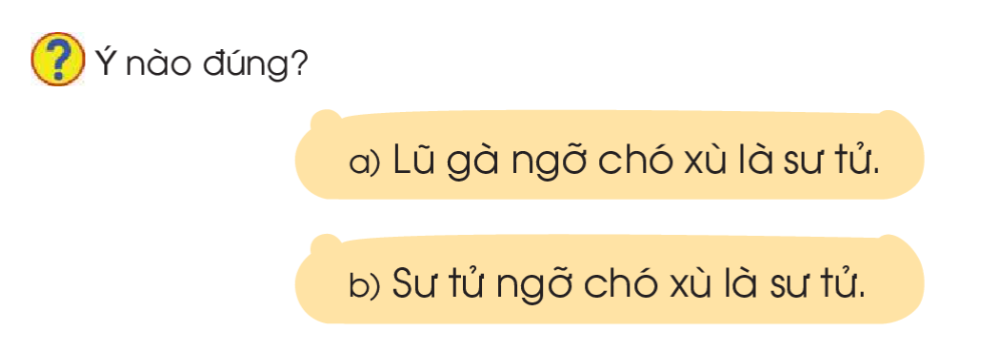 ? Ý nào đúng?
a) Lũ gà ngỡ chó xù là sư tử.
b) Sư tử ngỡ chó xù là sư tử.